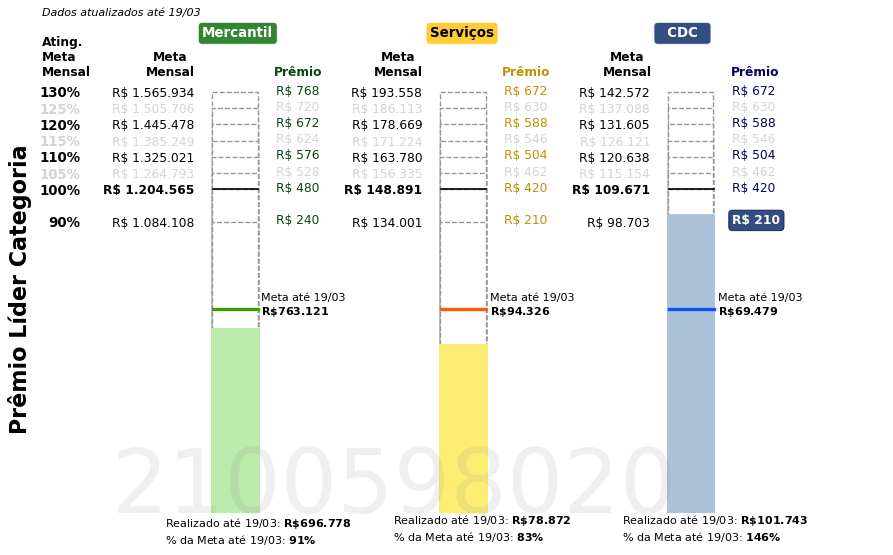 Dados atualizados até 19/03
Mercantil Serviços CDC
Ating. Meta Mensal Meta Mensal Prêmio Meta Mensal Prêmio Meta Mensal Prêmio
130% R$ 1.565.934 R$ 768 R$ 193.558 R$ 672 R$ 142.572 R$ 672
125% R$ 1.505.706 R$ 720 R$ 186.113 R$ 630 R$ 137.088 R$ 630
120% R$ 1.445.478 R$ 672 R$ 178.669 R$ 588 R$ 131.605 R$ 588
115% R$ 1.385.249 R$ 624 R$ 171.224 R$ 546 R$ 126.121 R$ 546
110% R$ 1.325.021 R$ 576 R$ 163.780 R$ 504 R$ 120.638 R$ 504
105% R$ 1.264.793 R$ 528 R$ 156.335 R$ 462 R$ 115.154 R$ 462
100% R$ 1.204.565 R$ 480 R$ 148.891 R$ 420 R$ 109.671 R$ 420
90% R$ 1.084.108 R$ 240 R$ 134.001 R$ 210 R$ 98.703 R$ 210
Prêmio Líder Categoria
Meta até 19/03 Meta até 19/03 Meta até 19/03
R$763.121 R$94.326 R$69.479
2100598020
Realizado até 19/03: R$696.778 Realizado até 19/03: R$78.872 Realizado até 19/03: R$101.743
% da Meta até 19/03: 91% % da Meta até 19/03: 83% % da Meta até 19/03: 146%